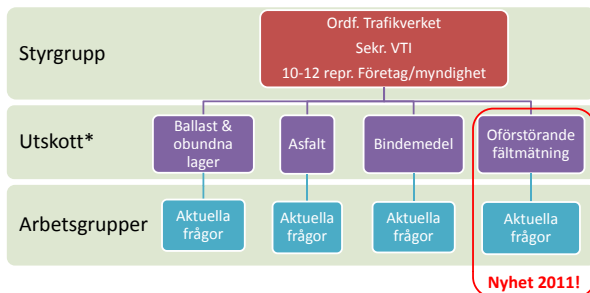 Styrgrupp
Ordf. Trafikverket
Sekr. VTI
10-12 repr. Företag/myndighet
Utskott*
Ballast &
obundna
lager
Asfalt
Bindemedel
Oförstörande
fältmätning
Arbetsgrupper
Aktuella
frågor
Aktuella
frågor
Aktuella
frågor
Aktuella
frågor
Nyhet 2011!